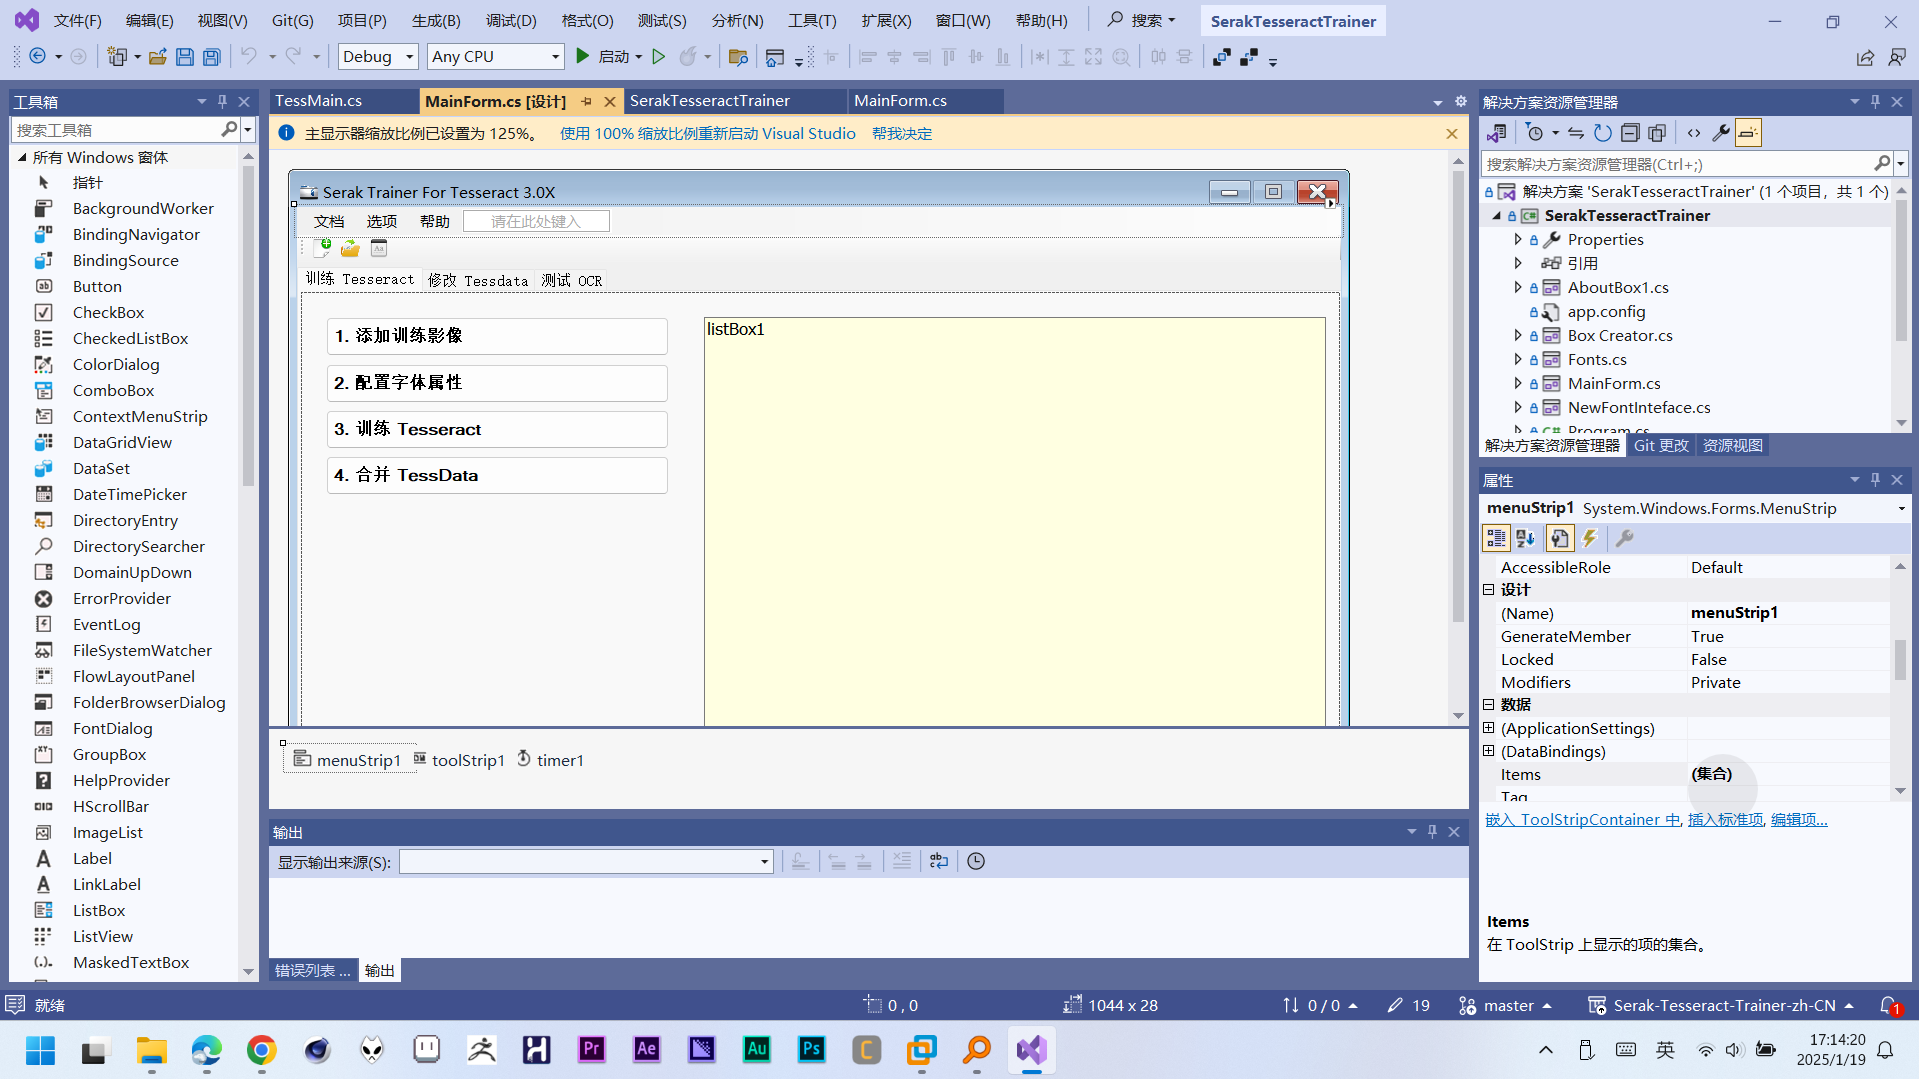 文件(F) 编辑(E) 视图(V) Git(G) 项目(P) 生成(B) 调试(D) 格式(O) 测试(S) 分析(N) 工具(T) 扩展(X) 窗口(W) 帮助(H) 搜索 SerakTesseractTrainer
Debug Any CPU 启动
工具箱
搜索工具箱
所有 Windows 窗体
指针
BackgroundWorker
BindingNavigator
BindingSource
Button
CheckBox
CheckedListBox
ColorDialog
ComboBox
ContextMenuStrip
DataGridView
DataSet
DateTimePicker
DirectoryEntry
DirectorySearcher
DomainUpDown
ErrorProvider
EventLog
FileSystemWatcher
FlowLayoutPanel
FolderBrowserDialog
FontDialog
GroupBox
HelpProvider
HScrollBar
ImageList
Label
LinkLabel
ListBox
ListView
MaskedTextBox
TessMain.cs MainForm.cs [设计] SerakTesseractTrainer MainForm.cs
主显示器缩放比例已设置为 125%。 使用 100% 缩放比例重新启动 Visual Studio 帮我决定
Serak Trainer For Tesseract 3.0X
文档 选项 帮助 请在此处键入
训练 Tesseract 修改 Tessdata 测试 OCR
1. 添加训练影像
2. 配置字体属性
3. 训练 Tesseract
4. 合并 TessData
listBox1
menuStrip1 toolStrip1 timer1
输出
显示输出来源(S):
错误列表 ... 输出
解决方案资源管理器
搜索解决方案资源管理器(Ctrl+;)
解决方案 'SerakTesseractTrainer' (1 个项目，共 1 个)
SerakTesseractTrainer
Properties
引用
AboutBox1.cs
app.config
Box Creator.cs
Fonts.cs
MainForm.cs
NewFontInteface.cs
Program.cs
解决方案资源管理器 Git 更改 资源视图
属性
menuStrip1 System.Windows.Forms.MenuStrip
AccessibleRole Default
设计
(Name) menuStrip1
GenerateMember True
Locked False
Modifiers Private
数据
(ApplicationSettings)
(DataBindings)
Items (集合)
Tag
嵌入 ToolStripContainer 中, 插入标准项, 编辑项...
Items
在 ToolStrip 上显示的项的集合。
就绪 0 , 0 1044 x 28 0 / 0 19 master Serak-Tesseract-Trainer-zh-CN 1
Pr Ae Au Ps C 英 17:14:20
2025/1/19